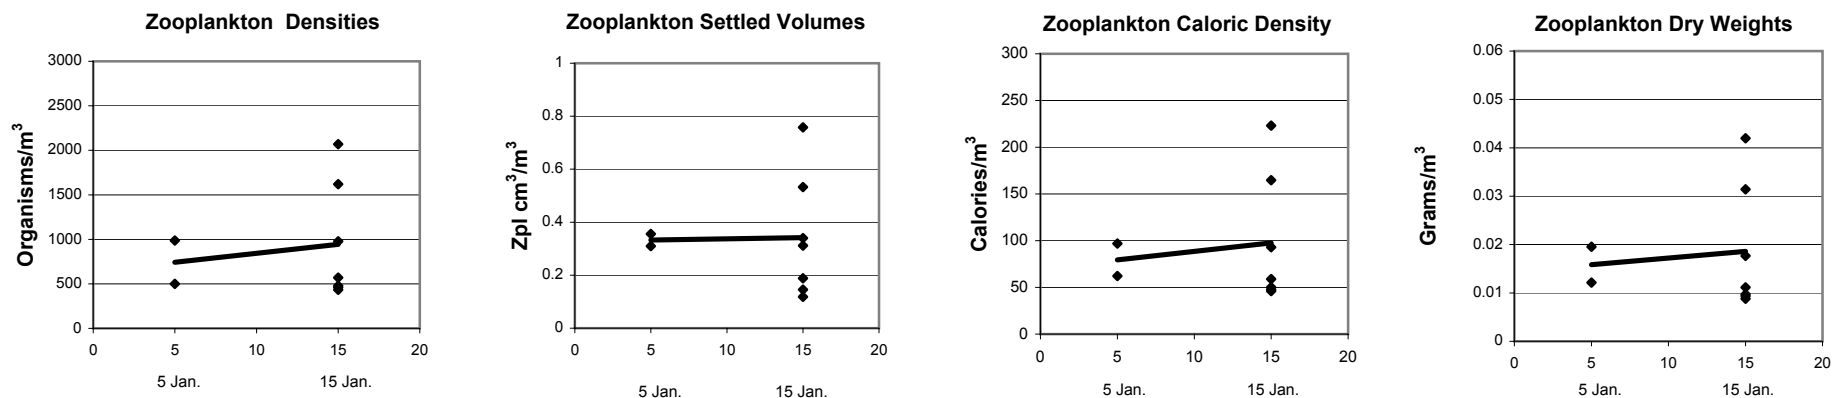 Zooplankton Densities
3000
2500
2000
1500
1000
500
0
Organisms/m³
0 5 10 15 20
5 Jan. 15 Jan.
Zooplankton Settled Volumes
1
0.8
0.6
0.4
0.2
0
Zpl cm³/m³
0 5 10 15 20
5 Jan. 15 Jan.
Zooplankton Caloric Density
300
250
200
150
100
50
0
Calories/m³
0 5 10 15 20
5 Jan. 15 Jan.
Zooplankton Dry Weights
0.06
0.05
0.04
0.03
0.02
0.01
0
Grams/m³
0 5 10 15 20
5 Jan. 15 Jan.